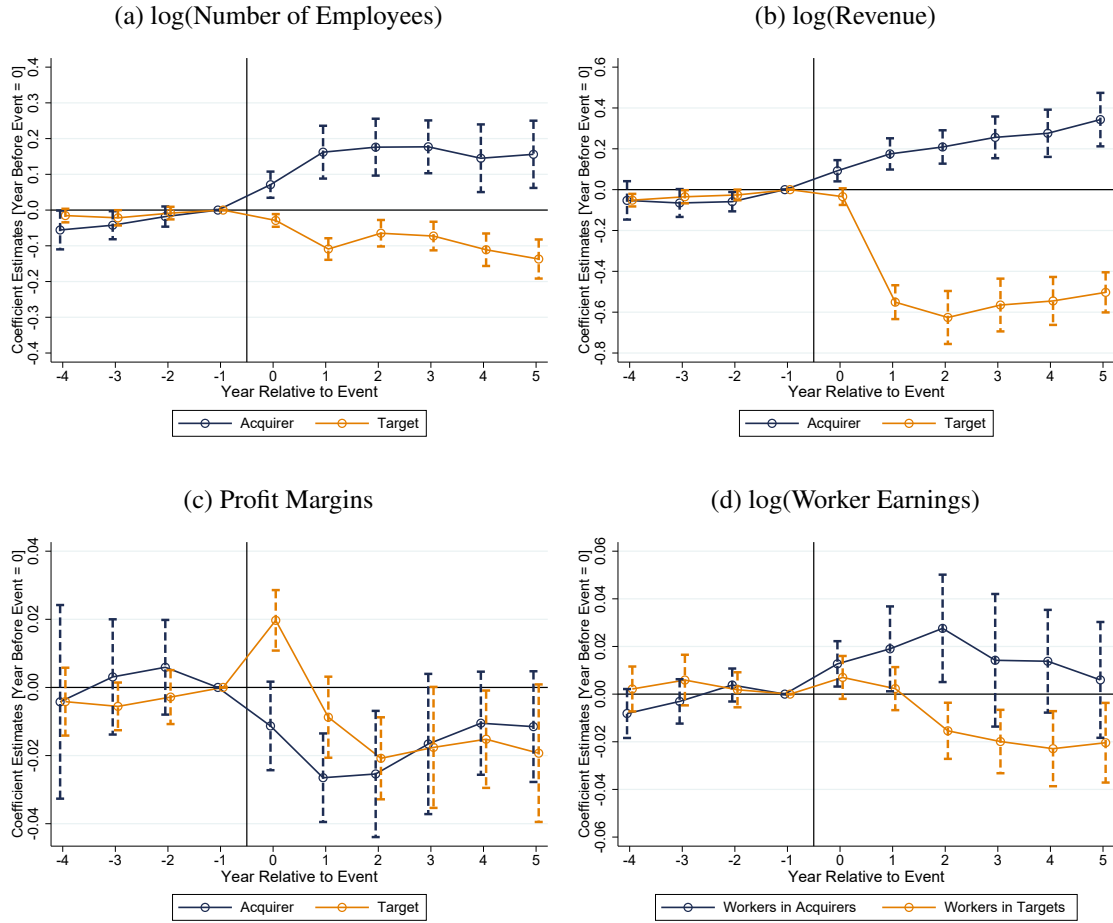 (a) log(Number of Employees)
Coefficient Estimates [Year Before Event = 0]
0.4
0.3
0.2
0.1
0.0
-0.1
-0.2
-0.3
-0.4
-4 -3 -2 -1 0 1 2 3 4 5
Year Relative to Event
Acquirer Target
(b) log(Revenue)
Coefficient Estimates [Year Before Event = 0]
0.6
0.4
0.2
0.0
-0.2
-0.4
-0.6
-0.8
-4 -3 -2 -1 0 1 2 3 4 5
Year Relative to Event
Acquirer Target
(c) Profit Margins
Coefficient Estimates [Year Before Event = 0]
0.04
0.02
0.00
-0.02
-0.04
-4 -3 -2 -1 0 1 2 3 4 5
Year Relative to Event
Acquirer Target
(d) log(Worker Earnings)
Coefficient Estimates [Year Before Event = 0]
0.06
0.04
0.02
0.00
-0.02
-0.04
-0.06
-4 -3 -2 -1 0 1 2 3 4 5
Year Relative to Event
Workers in Acquirers Workers in Targets